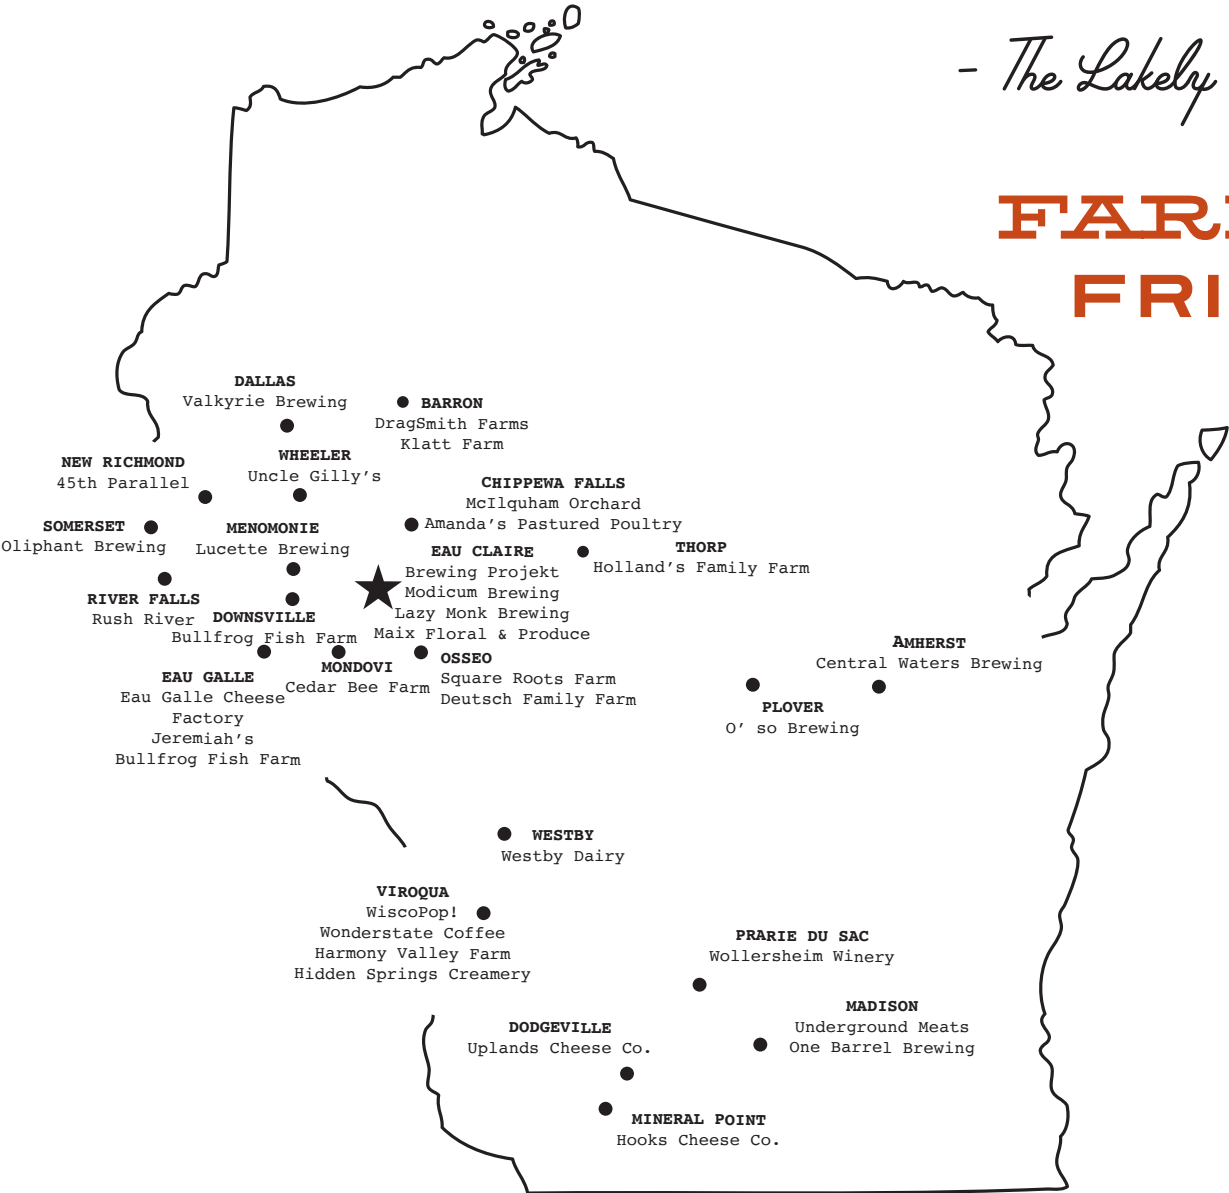 - The Lakely
FAR
FRI
DALLAS
Valkyrie Brewing
BARRON
DragSmith Farms
Klatt Farm
NEW RICHMOND
45th Parallel
WHEELER
Uncle Gilly's
CHIPPEWA FALLS
McIlquham Orchard
Amanda's Pastured Poultry
SOMERSET
Oliphant Brewing
MENOMONIE
Lucette Brewing
EAU CLAIRE
Brewing Projekt
Modicum Brewing
Lazy Monk Brewing
Maix Floral & Produce
THORP
Holland's Family Farm
RIVER FALLS
Rush River
DOWNSVILLE
Bullfrog Fish Farm
EAU GALLE
Eau Galle Cheese
Factory
Jeremiah's
Bullfrog Fish Farm
MONDOVI
Cedar Bee Farm
OSSEO
Square Roots Farm
Deutsch Family Farm
AMHERST
Central Waters Brewing
PLOVER
O' so Brewing
WESTBY
Westby Dairy
VIROQUA
WiscoPop!
Wonderstate Coffee
Harmony Valley Farm
Hidden Springs Creamery
PRARIE DU SAC
Wollersheim Winery
MADISON
Underground Meats
One Barrel Brewing
DODGEVILLE
Uplands Cheese Co.
MINERAL POINT
Hooks Cheese Co.